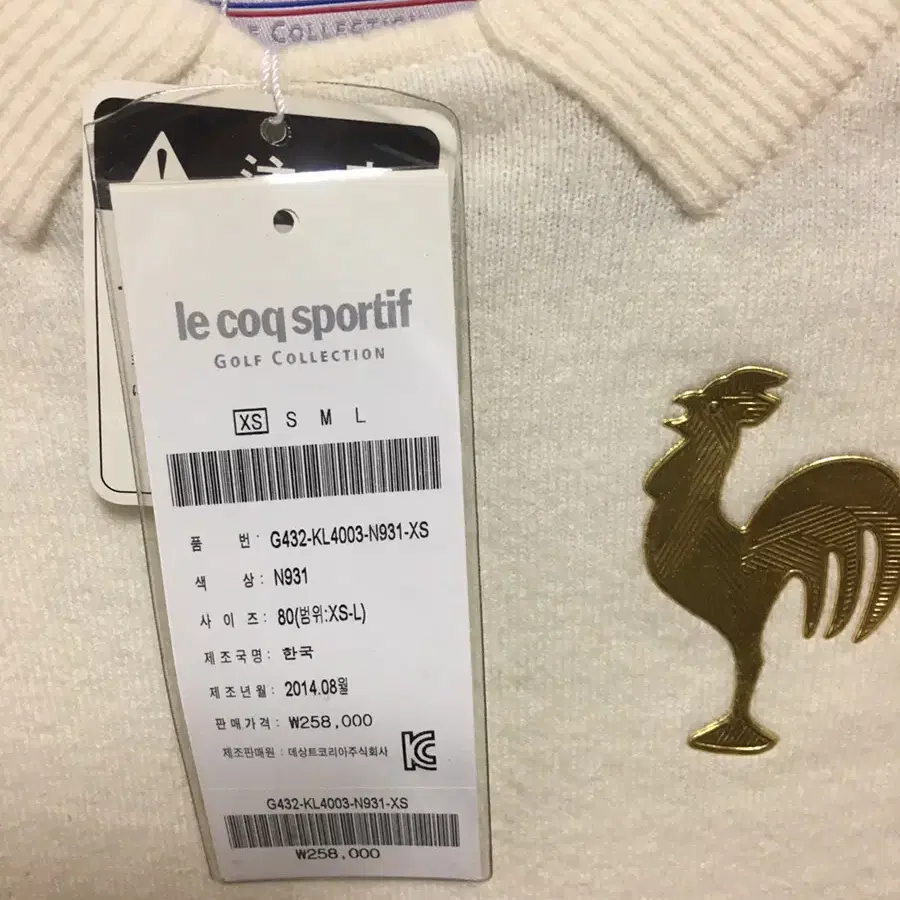 COLLECTION
le coq sportif
GOLF COLLECTION
XS S M L
품 번: G432-KL4003-N931-XS
색 상: N931
사 이 즈: 80(범위:XS-L)
제 조 국 명: 한국
제 조 년 월: 2014.08월
판 매 가 격: ₩258,000
제조판매원: 데상트코리아주식회사
G432-KL4003-N931-XS
₩258,000